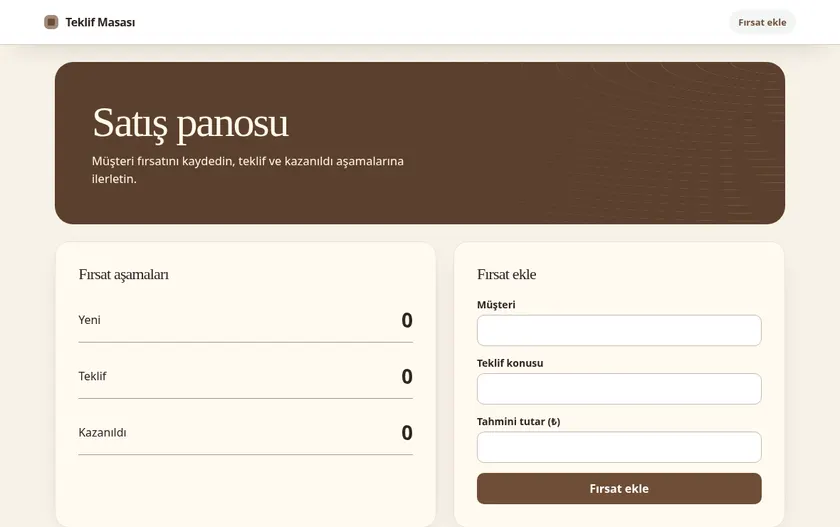 Teklif Masası
Fırsat ekle
Satış panosu
Müşteri fırsatını kaydedin, teklif ve kazanıldı aşamalarına
ilerletin.
Fırsat aşamaları
Yeni 0
Teklif 0
Kazanıldı 0
Fırsat ekle
Müşteri
Teklif konusu
Tahmini tutar (₺)
Fırsat ekle